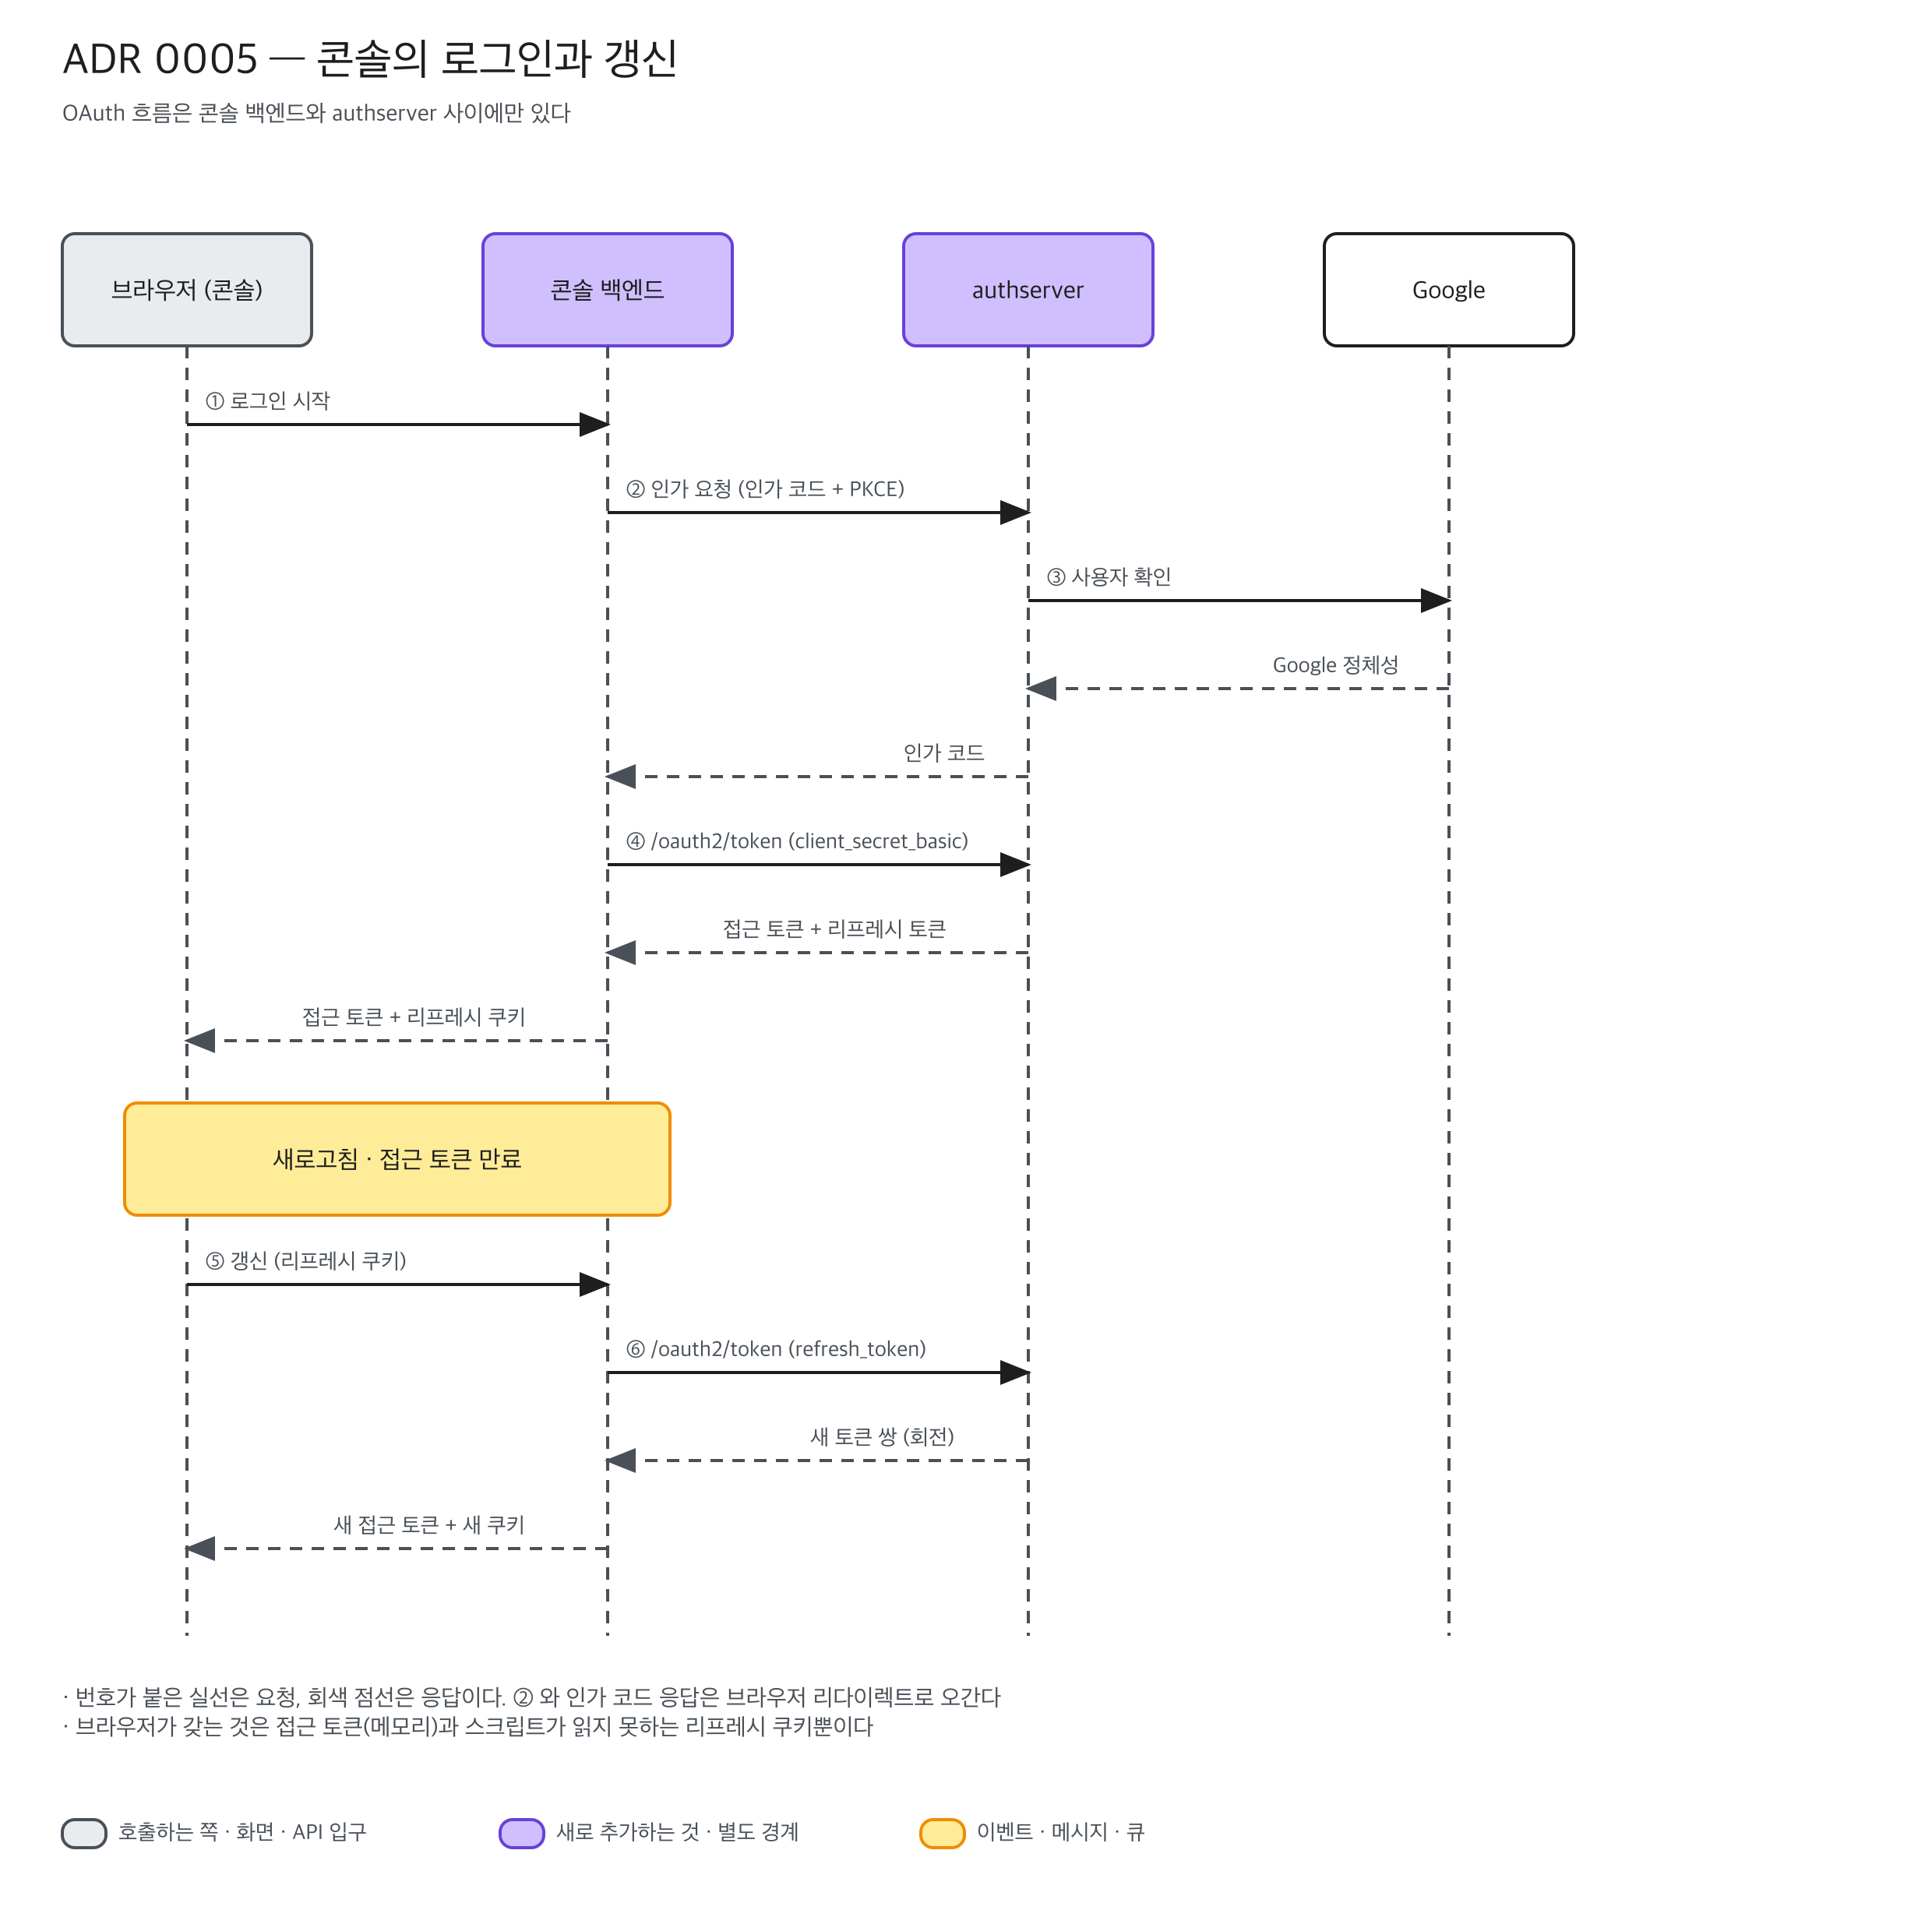 ADR 0005 — 콘솔의 로그인과 갱신
OAuth 흐름은 콘솔 백엔드와 authserver 사이에만 있다
브라우저 (콘솔)
콘솔 백엔드
authserver
Google
① 로그인 시작
② 인가 요청 (인가 코드 + PKCE)
③ 사용자 확인
Google 정체성
인가 코드
④ /oauth2/token (client_secret_basic)
접근 토큰 + 리프레시 토큰
접근 토큰 + 리프레시 쿠키
새로고침 · 접근 토큰 만료
⑤ 갱신 (리프레시 쿠키)
⑥ /oauth2/token (refresh_token)
새 토큰 쌍 (회전)
새 접근 토큰 + 새 쿠키
· 번호가 붙은 실선은 요청, 회색 점선은 응답이다. ② 와 인가 코드 응답은 브라우저 리다이렉트로 오간다
· 브라우저가 갖는 것은 접근 토큰(메모리)과 스크립트가 읽지 못하는 리프레시 쿠키뿐이다
호출하는 쪽 · 화면 · API 입구
새로 추가하는 것 · 별도 경계
이벤트 · 메시지 · 큐